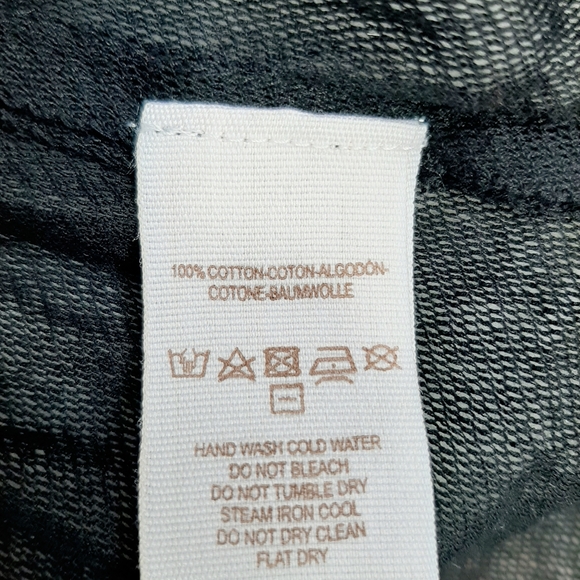 100% COTTON-COTON-ALGODÓN-
COTONE-BAUMWOLLE
HAND WASH COLD WATER
DO NOT BLEACH
DO NOT TUMBLE DRY
STEAM IRON COOL
DO NOT DRY CLEAN
FLAT DRY